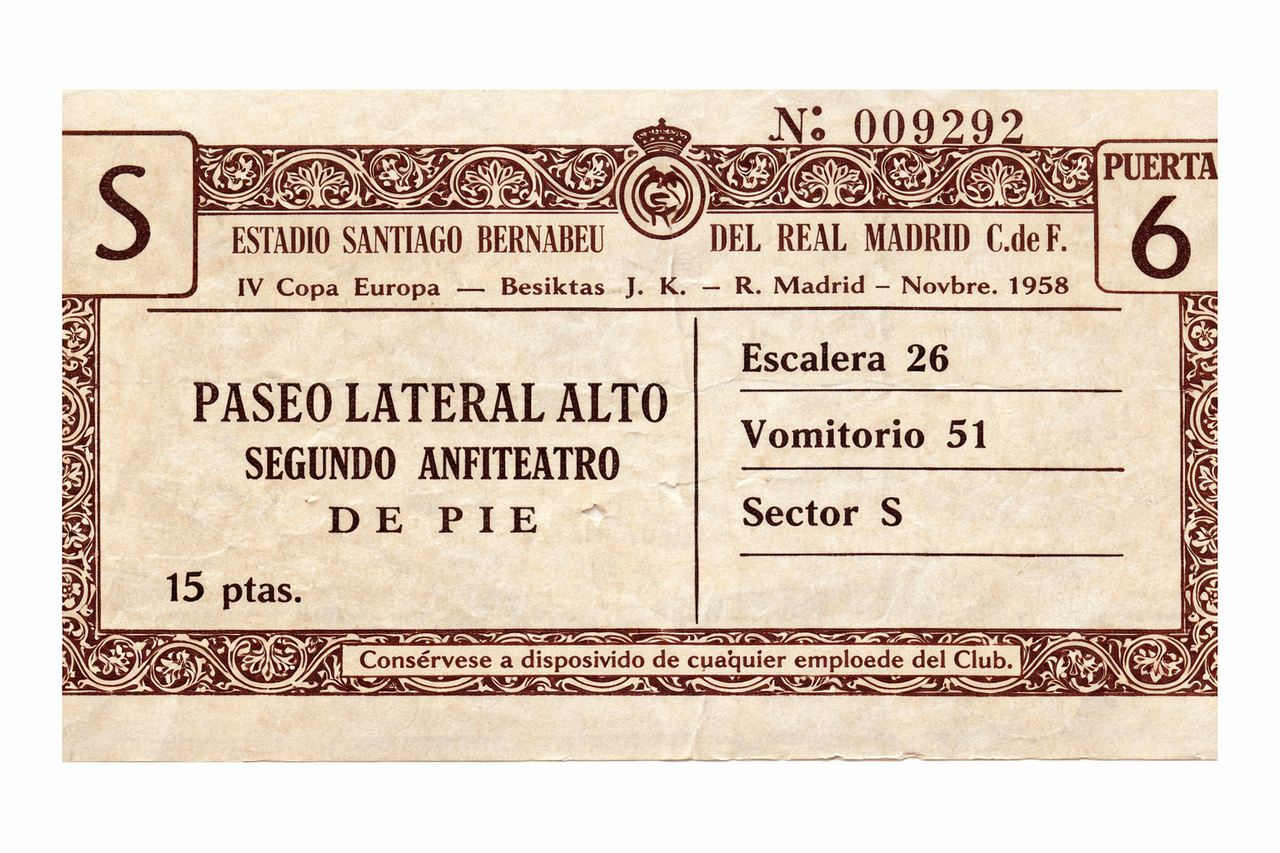 Nº 009292
S
PUERTA
6
ESTADIO SANTIAGO BERNABEU DEL REAL MADRID C.de F.
IV Copa Europa — Besiktas J. K. – R. Madrid – Novbre. 1958
PASEO LATERAL ALTO
SEGUNDO ANFITEATRO
DE PIE
15 ptas.
Escalera 26
Vomitorio 51
Sector S
Consérvese a disposivido de cuaquier emploede del Club.